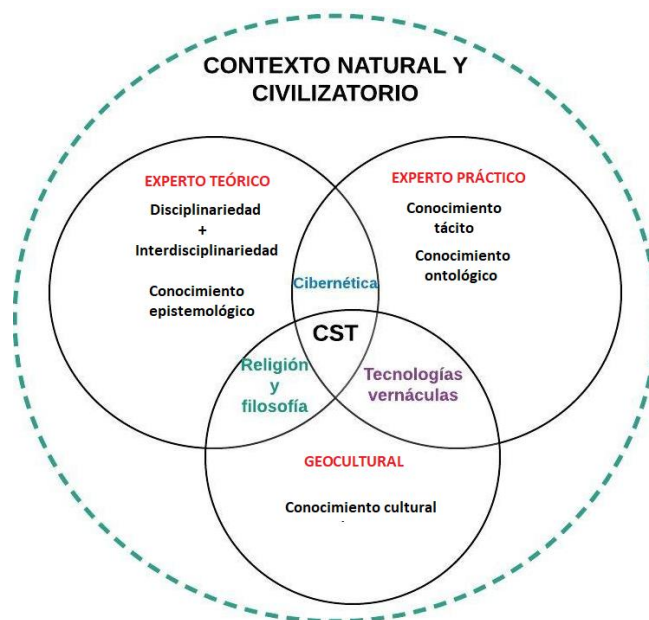 CONTEXTO NATURAL Y
CIVILIZATORIO
EXPERTO TEÓRICO
Disciplinariedad
+
Interdisciplinariedad
Conocimiento
epistemológico
EXPERTO PRÁCTICO
Conocimiento
tácito
Conocimiento
ontológico
Cibernética
CST
Religión
y
filosofía
Tecnologías
vernáculas
GEOCULTURAL
Conocimiento cultural